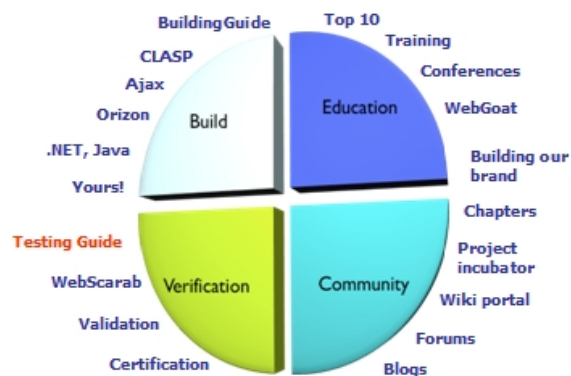 BuildingGuide
CLASP
Ajax
Orizon
.NET, Java
Yours!
Build
Top 10
Training
Conferences
WebGoat
Building our
brand
Education
Testing Guide
WebScarab
Validation
Certification
Verification
Chapters
Project
incubator
Wiki portal
Forums
Blogs
Community